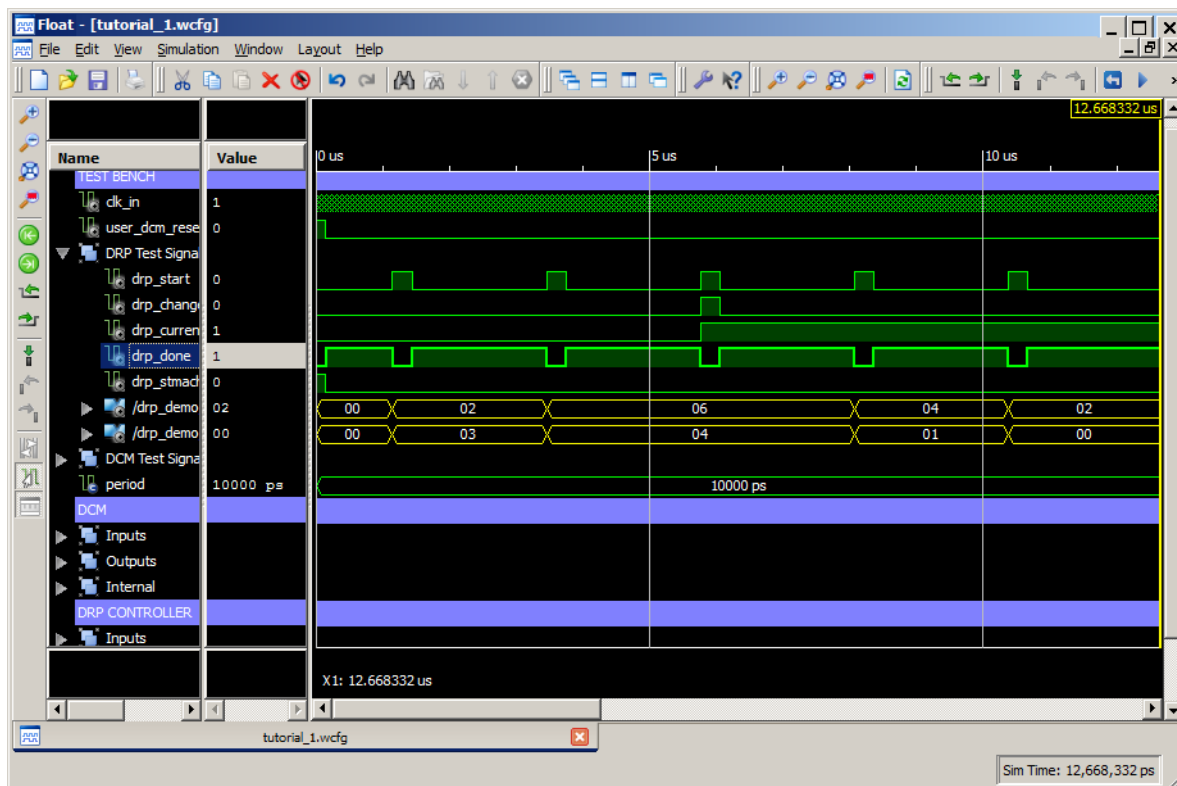 Float - [tutorial_1.wcfg]
File Edit View Simulation Window Layout Help
12.668332 us
Name Value 0 us 5 us 10 us
TEST BENCH
clk_in 1
user_dcm_rese 0
DRP Test Signa
drp_start 0
drp_chang 0
drp_curren 1
drp_done 1
drp_stmach 0
/drp_demo 02 00 02 06 04 02
/drp_demo 00 00 03 04 01 00
DCM Test Signa
period 10000 ps 10000 ps
DCM
Inputs
Outputs
Internal
DRP CONTROLLER
Inputs
X1: 12.668332 us
tutorial_1.wcfg
Sim Time: 12,668,332 ps